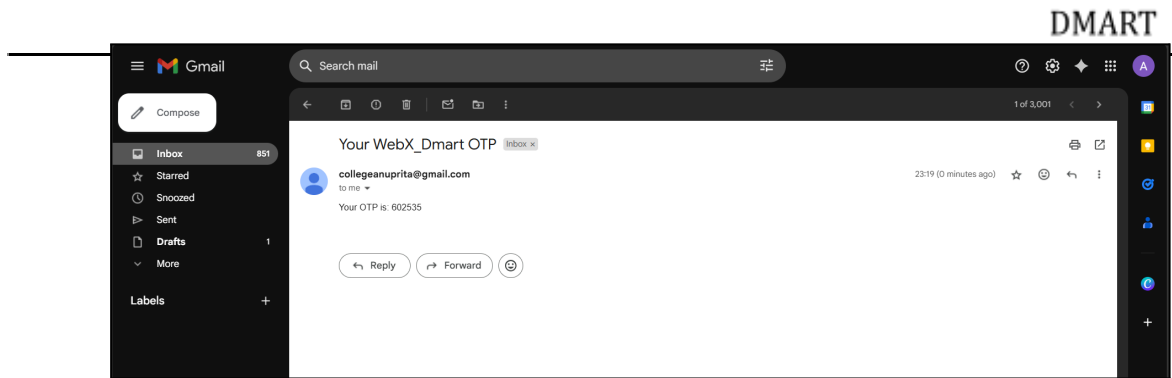 DMART
Gmail
Search mail
Compose
1 of 3,001
Your WebX_Dmart OTP Inbox ×
Inbox 851
collegeanuprita@gmail.com 23:19 (0 minutes ago)
to me
Starred
Snoozed
Your OTP is: 602535
Sent
Drafts 1
More
Reply Forward
Labels +
A
31
C